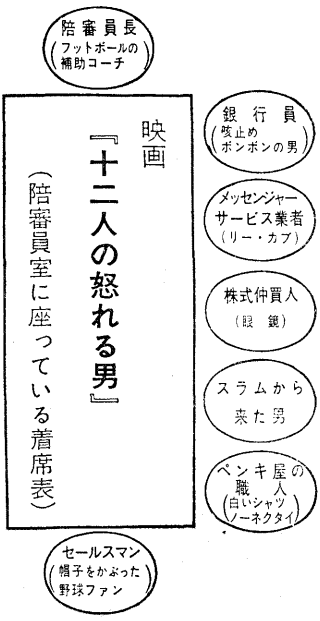 陪審員長
(フットボールの
補助コーチ)
映画
『十二人の怒れる男』
(陪審員室に座っている着席表)
銀行員
(咳止め
ボンボンの男)
メッセンジャー
サービス業者
(リー・カブ)
株式仲買人
(眼鏡)
スラムから
来た男
ペンキ屋の
職人
(白いシャツ
ノーネクタイ)
セールスマン
(帽子をかぶった
野球ファン)